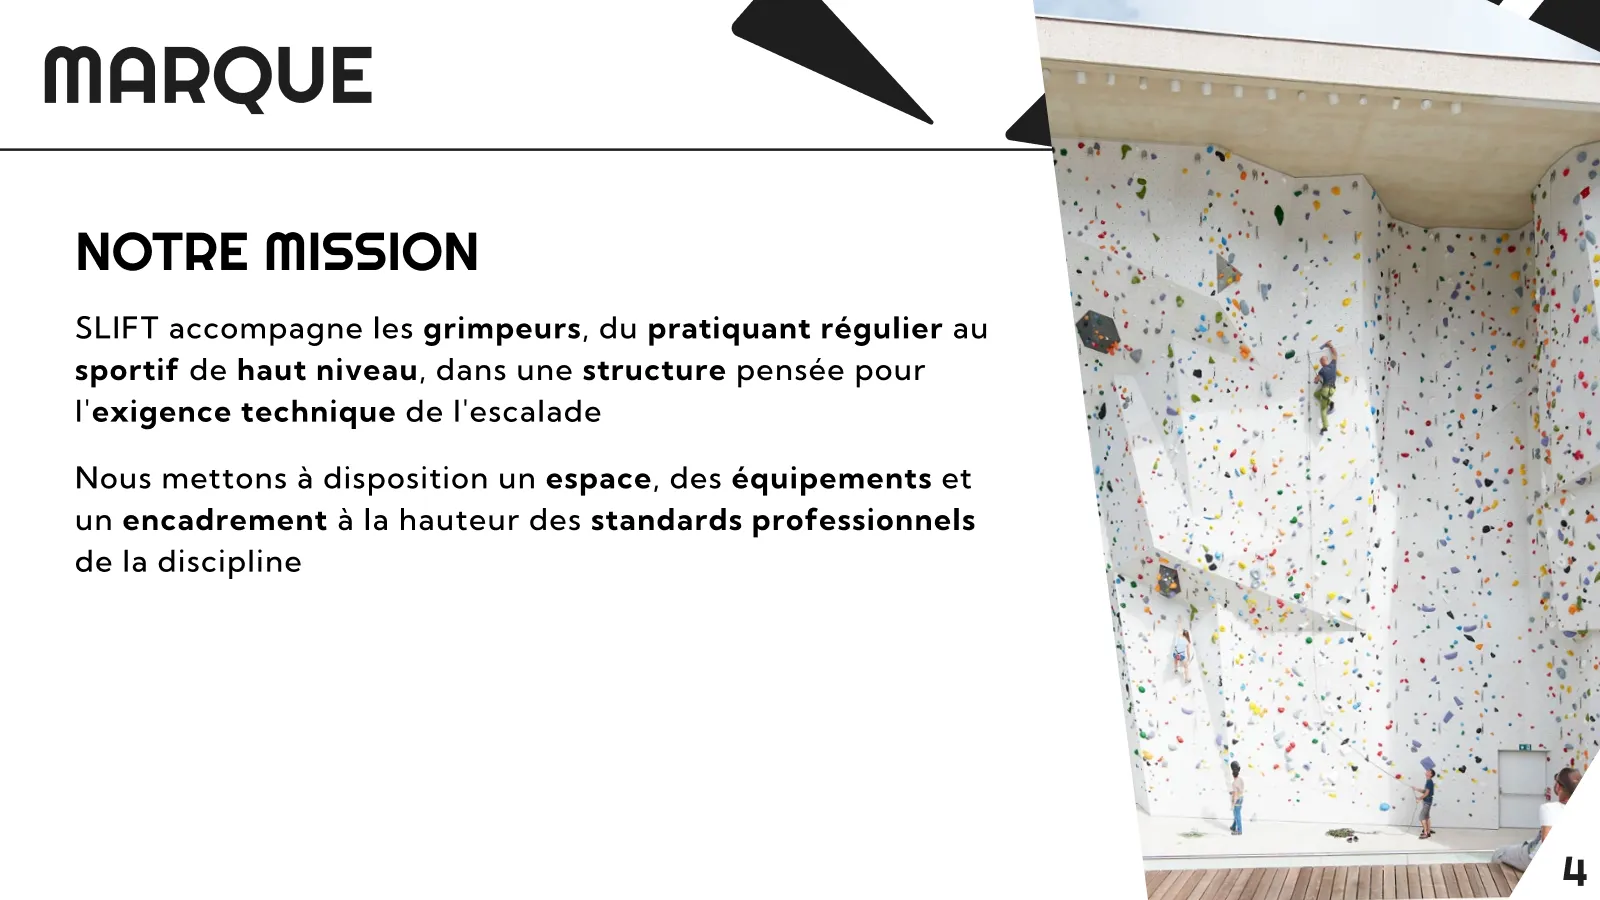 MARQUE
NOTRE MISSION
SLIFT accompagne les grimpeurs, du pratiquant régulier au
sportif de haut niveau, dans une structure pensée pour
l'exigence technique de l'escalade
Nous mettons à disposition un espace, des équipements et
un encadrement à la hauteur des standards professionnels
de la discipline
4